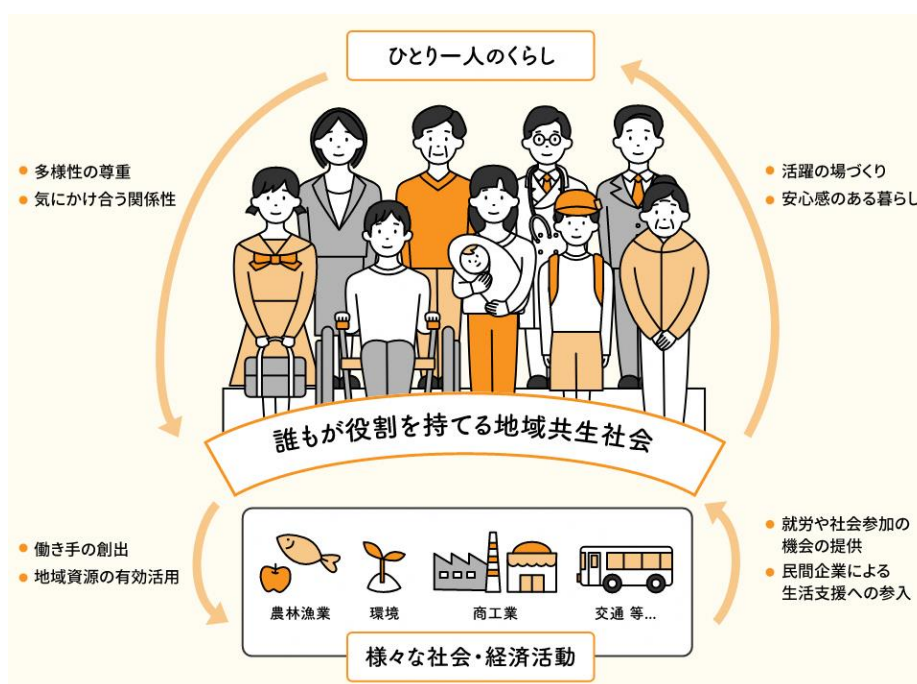 ひとり一人のくらし
● 多様性の尊重
● 気にかけ合う関係性
● 活躍の場づくり
● 安心感のある暮らし
誰もが役割を持てる地域共生社会
● 働き手の創出
● 地域資源の有効活用
● 就労や社会参加の
機会の提供
● 民間企業による
生活支援への参入
農林漁業
環境
商工業
交通 等...
様々な社会・経済活動